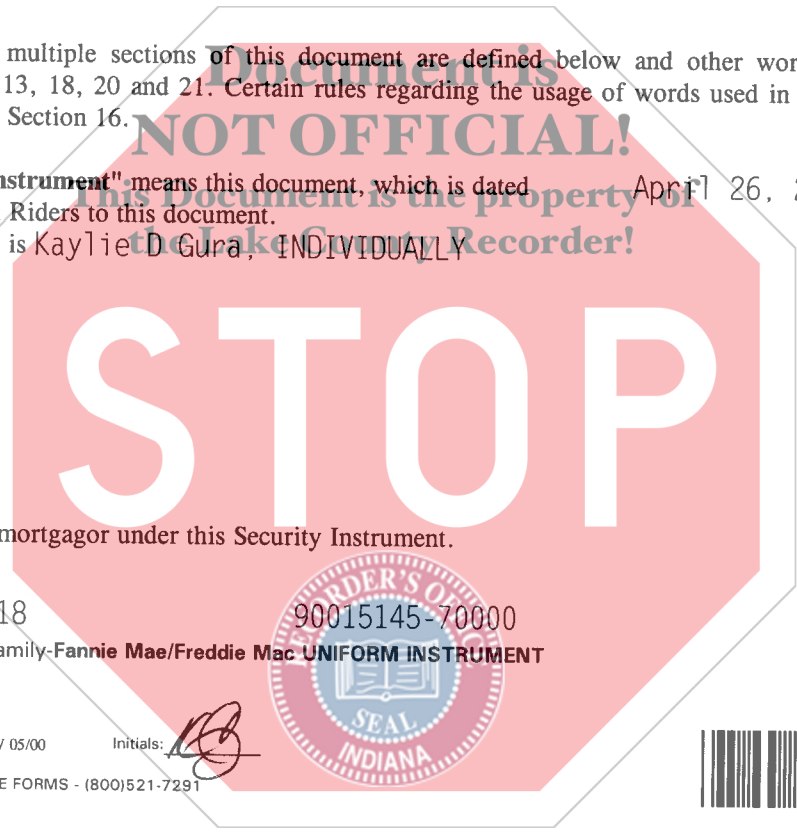 multiple sections of this document are defined below and other wor
Document is
13, 18, 20 and 21. Certain rules regarding the usage of words used in
Section 16.
NOT OFFICIAL!
nstrument" means this document, which is dated April 26, 2
This Document is the property of
Riders to this document.
is Kaylie D Gura, INDIVIDUALLY
the Lake County Recorder!
STOP
mortgagor under this Security Instrument.
RECORDER'S OFFICE
18 90015145-70000
amily-Fannie Mae/Freddie Mac UNIFORM INSTRUMENT
SEAL
INDIANA
/ 05/00 Initials:
E FORMS - (800)521-7291